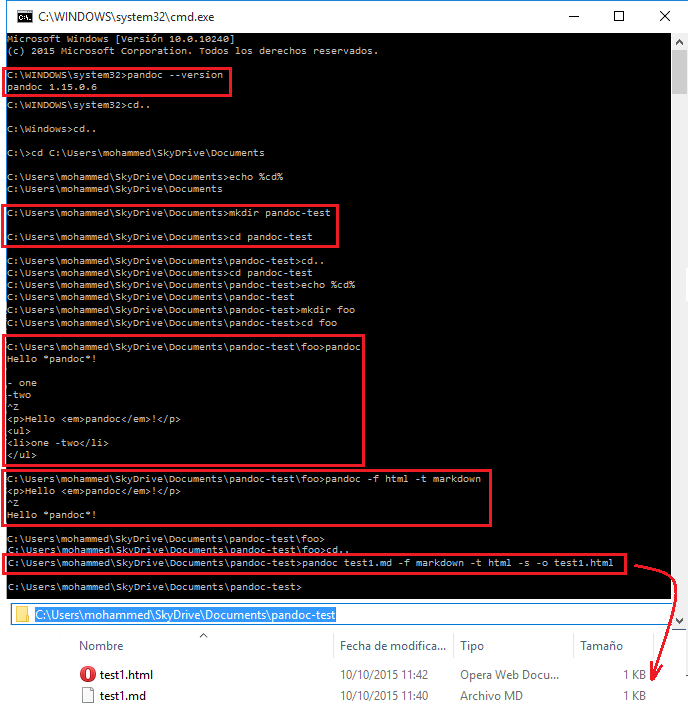 C:\WINDOWS\system32\cmd.exe
Microsoft Windows [Versión 10.0.10240]
(c) 2015 Microsoft Corporation. Todos los derechos reservados.
C:\WINDOWS\system32>pandoc --version
pandoc 1.15.0.6
C:\WINDOWS\system32>cd..
C:\Windows>cd..
C:\>cd C:\Users\mohammed\SkyDrive\Documents
C:\Users\mohammed\SkyDrive\Documents>echo %cd%
C:\Users\mohammed\SkyDrive\Documents
C:\Users\mohammed\SkyDrive\Documents>mkdir pandoc-test
C:\Users\mohammed\SkyDrive\Documents>cd pandoc-test
C:\Users\mohammed\SkyDrive\Documents\pandoc-test>cd..
C:\Users\mohammed\SkyDrive\Documents>cd pandoc-test
C:\Users\mohammed\SkyDrive\Documents\pandoc-test>echo %cd%
C:\Users\mohammed\SkyDrive\Documents\pandoc-test
C:\Users\mohammed\SkyDrive\Documents\pandoc-test>mkdir foo
C:\Users\mohammed\SkyDrive\Documents\pandoc-test>cd foo
C:\Users\mohammed\SkyDrive\Documents\pandoc-test\foo>pandoc
Hello *pandoc*!
- one
-two
^Z
<p>Hello <em>pandoc</em>!</p>
<ul>
<li>one -two</li>
</ul>
C:\Users\mohammed\SkyDrive\Documents\pandoc-test\foo>pandoc -f html -t markdown
<p>Hello <em>pandoc</em>!</p>
^Z
Hello *pandoc*!
C:\Users\mohammed\SkyDrive\Documents\pandoc-test\foo>
C:\Users\mohammed\SkyDrive\Documents\pandoc-test\foo>cd..
C:\Users\mohammed\SkyDrive\Documents\pandoc-test>pandoc test1.md -f markdown -t html -s -o test1.html
C:\Users\mohammed\SkyDrive\Documents\pandoc-test>
C:\Users\mohammed\SkyDrive\Documents\pandoc-test
Nombre Fecha de modifica... Tipo Tamaño
test1.html 10/10/2015 11:42 Opera Web Docu... 1 KB
test1.md 10/10/2015 11:40 Archivo MD 1 KB